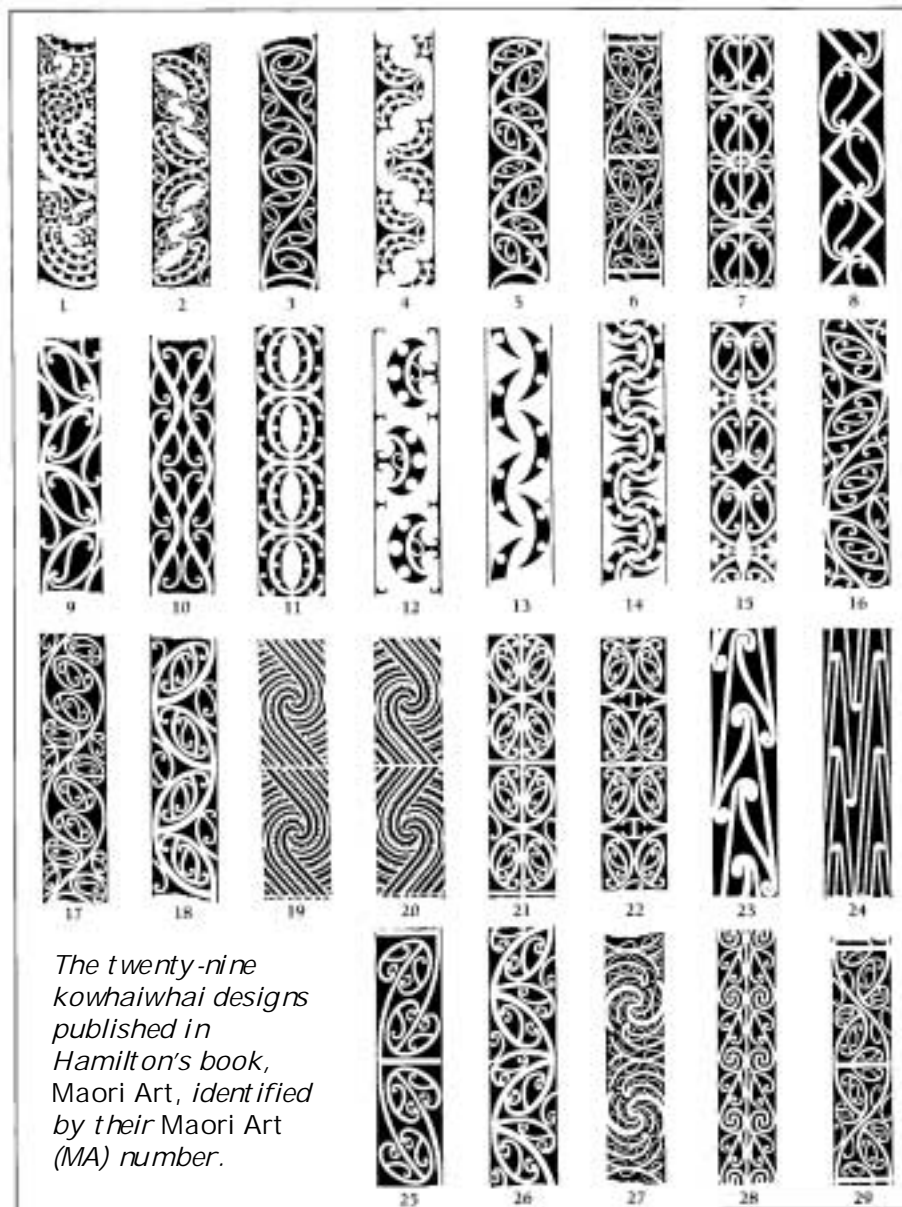 1 2 3 4 5 6 7 8
9 10 11 12 13 14 15 16
17 18 19 20 21 22 23 24
The twenty-nine
kowhaiwhai designs
published in
Hamilton's book,
Maori Art, identified
by their Maori Art
(MA) number.
25 26 27 28 29